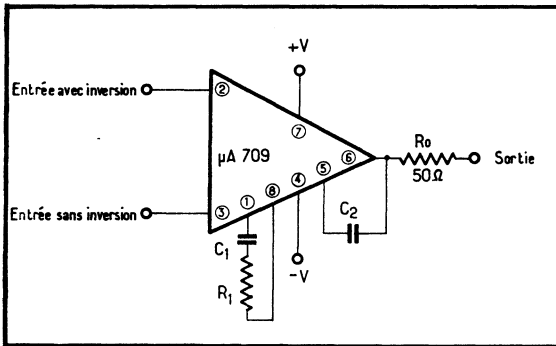 +V
Entrée avec inversion
②
⑦
µA 709
⑥
Ro
Sortie
50Ω
⑤
④
⑧
①
Entrée sans inversion
③
C₂
C₁
-V
R₁